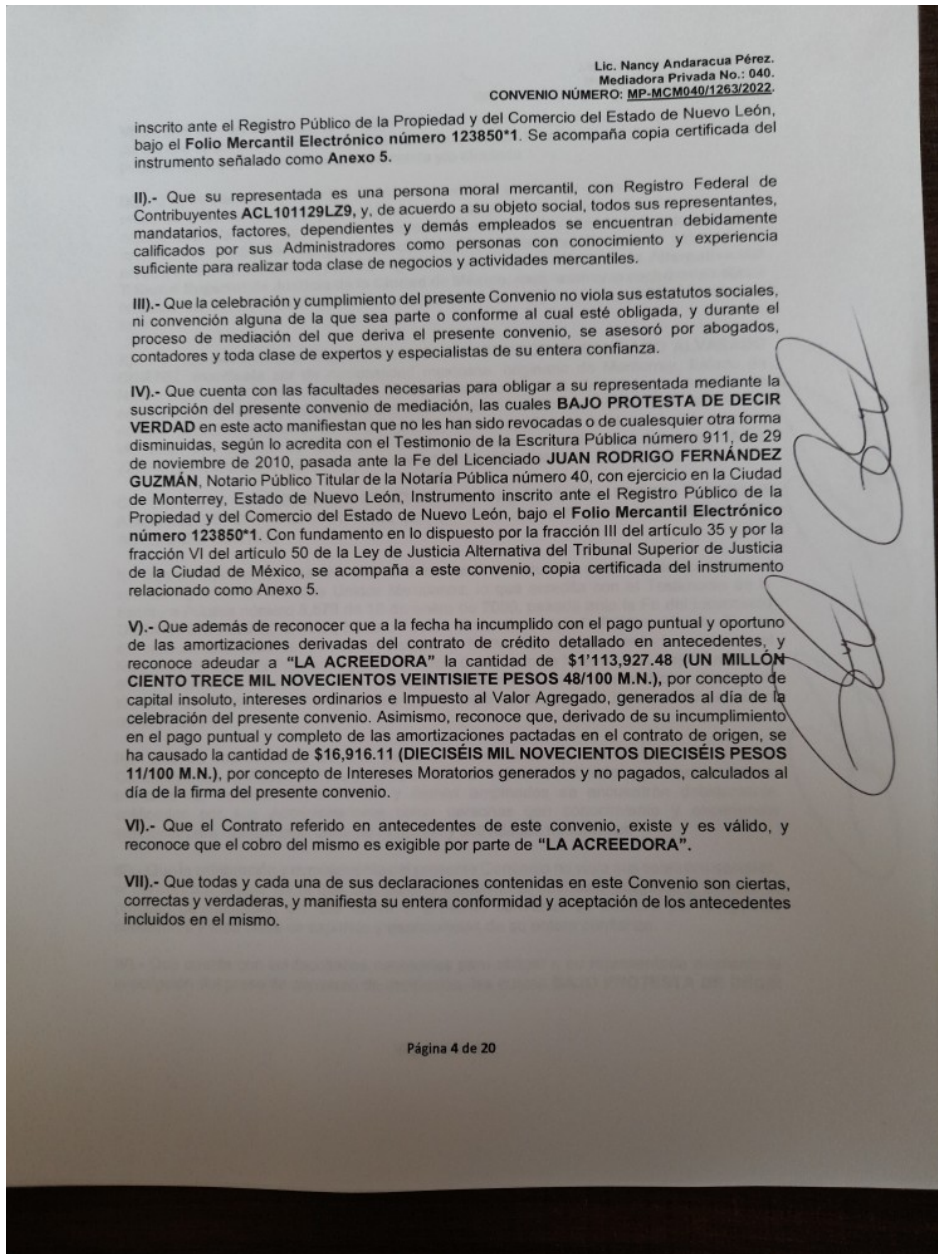 Lic. Nancy Andaracua Pérez.
Mediadora Privada No.: 040.
CONVENIO NÚMERO: MP-MCM040/1263/2022.
inscrito ante el Registro Público de la Propiedad y del Comercio del Estado de Nuevo León,
bajo el Folio Mercantil Electrónico número 123850*1. Se acompaña copia certificada del
instrumento señalado como Anexo 5.
II).- Que su representada es una persona moral mercantil, con Registro Federal de
Contribuyentes ACL101129LZ9, y, de acuerdo a su objeto social, todos sus representantes,
mandatarios, factores, dependientes y demás empleados se encuentran debidamente
calificados por sus Administradores como personas con conocimiento y experiencia
suficiente para realizar toda clase de negocios y actividades mercantiles.
III).- Que la celebración y cumplimiento del presente Convenio no viola sus estatutos sociales,
ni convención alguna de la que sea parte o conforme al cual esté obligada, y durante el
proceso de mediación del que deriva el presente convenio, se asesoró por abogados,
contadores y toda clase de expertos y especialistas de su entera confianza.
IV).- Que cuenta con las facultades necesarias para obligar a su representada mediante la
suscripción del presente convenio de mediación, las cuales BAJO PROTESTA DE DECIR
VERDAD en este acto manifiestan que no les han sido revocadas o de cualesquier otra forma
disminuidas, según lo acredita con el Testimonio de la Escritura Pública número 911, de 29
de noviembre de 2010, pasada ante la Fe del Licenciado JUAN RODRIGO FERNÁNDEZ
GUZMÁN, Notario Público Titular de la Notaría Pública número 40, con ejercicio en la Ciudad
de Monterrey, Estado de Nuevo León, Instrumento inscrito ante el Registro Público de la
Propiedad y del Comercio del Estado de Nuevo León, bajo el Folio Mercantil Electrónico
número 123850*1. Con fundamento en lo dispuesto por la fracción III del artículo 35 y por la
fracción VI del artículo 50 de la Ley de Justicia Alternativa del Tribunal Superior de Justicia
de la Ciudad de México, se acompaña a este convenio, copia certificada del instrumento
relacionado como Anexo 5.
V).- Que además de reconocer que a la fecha ha incumplido con el pago puntual y oportuno
de las amortizaciones derivadas del contrato de crédito detallado en antecedentes, y
reconoce adeudar a “LA ACREEDORA” la cantidad de $1’113,927.48 (UN MILLÓN
CIENTO TRECE MIL NOVECIENTOS VEINTISIETE PESOS 48/100 M.N.), por concepto de
capital insoluto, intereses ordinarios e Impuesto al Valor Agregado, generados al día de la
celebración del presente convenio. Asimismo, reconoce que, derivado de su incumplimiento
en el pago puntual y completo de las amortizaciones pactadas en el contrato de origen, se
ha causado la cantidad de $16,916.11 (DIECISÉIS MIL NOVECIENTOS DIECISÉIS PESOS
11/100 M.N.), por concepto de Intereses Moratorios generados y no pagados, calculados al
día de la firma del presente convenio.
VI).- Que el Contrato referido en antecedentes de este convenio, existe y es válido, y
reconoce que el cobro del mismo es exigible por parte de “LA ACREEDORA”.
VII).- Que todas y cada una de sus declaraciones contenidas en este Convenio son ciertas,
correctas y verdaderas, y manifiesta su entera conformidad y aceptación de los antecedentes
incluidos en el mismo.
Página 4 de 20